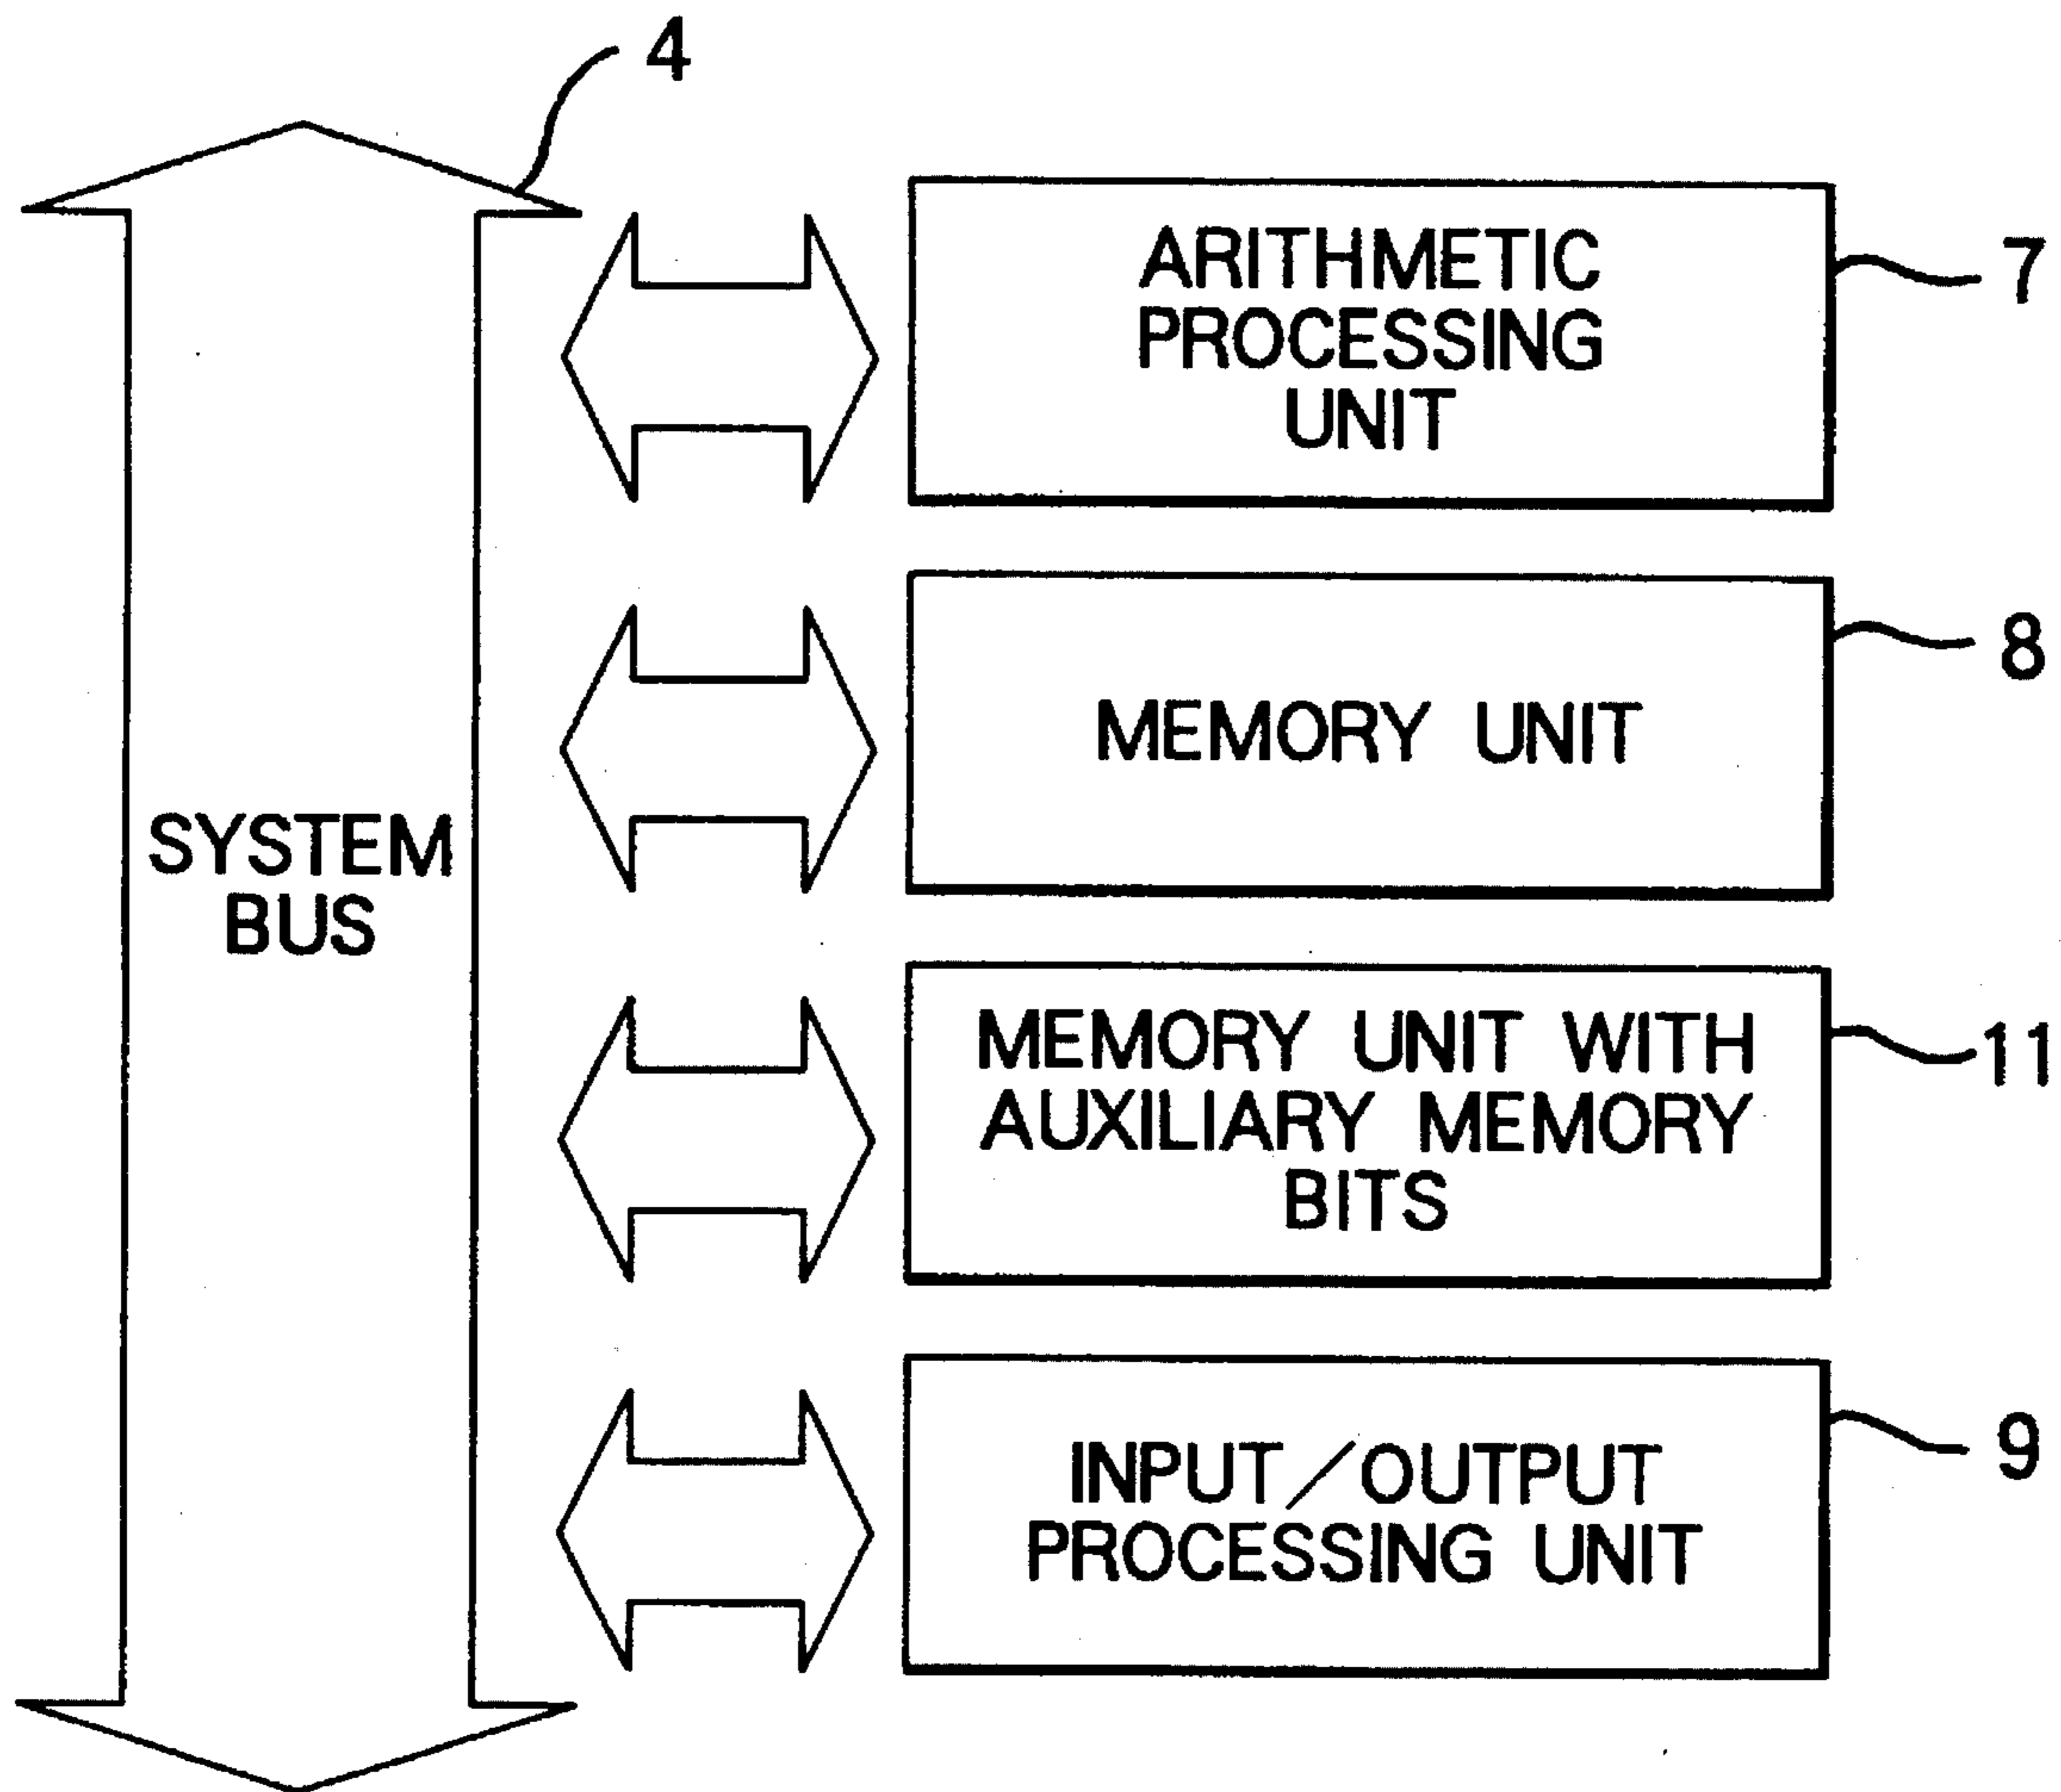 4
ARITHMETIC
PROCESSING
UNIT
7
MEMORY UNIT
8
SYSTEM
BUS
MEMORY UNIT WITH
AUXILIARY MEMORY
BITS
11
INPUT/OUTPUT
PROCESSING UNIT
9